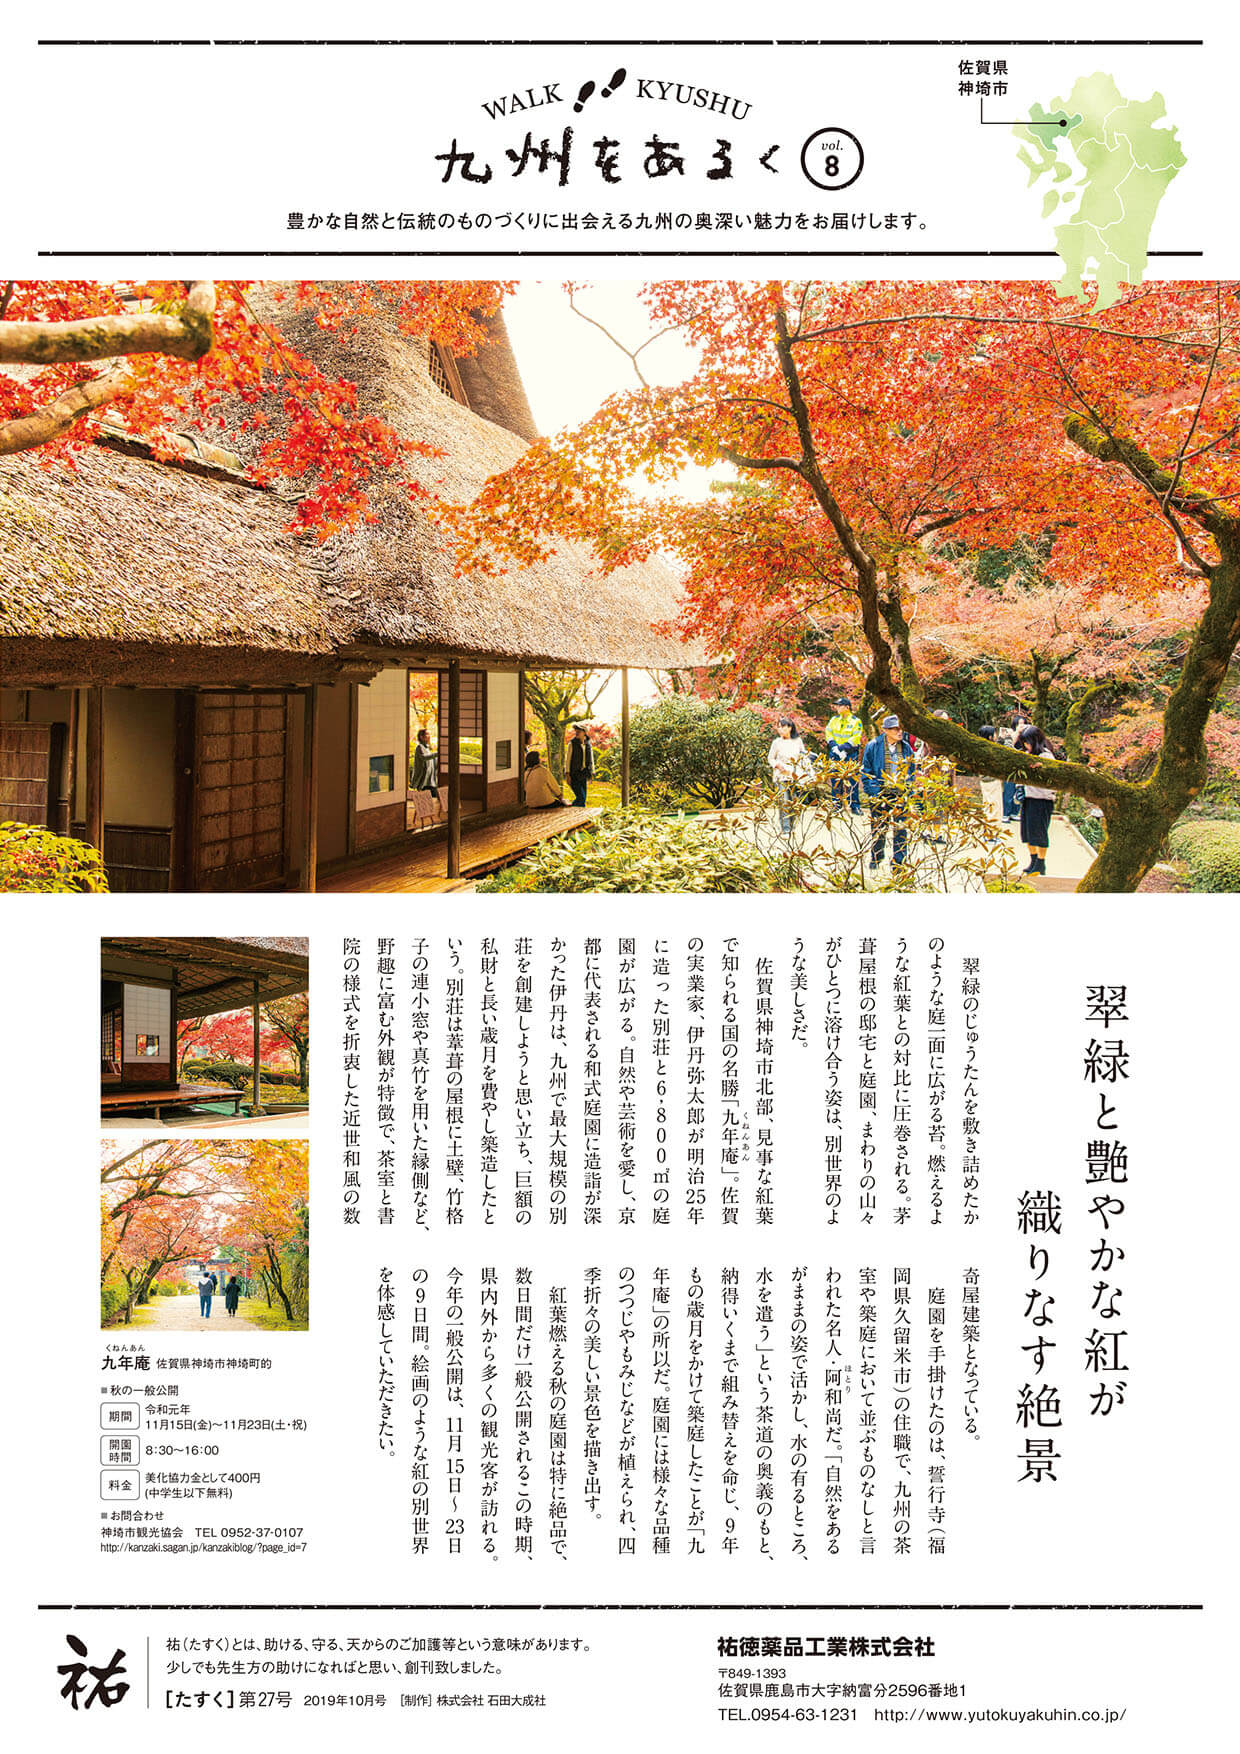 WALK KYUSHU
九州をあるく vol.8
佐賀県
神埼市
豊かな自然と伝統のものづくりに出会える九州の奥深い魅力をお届けします。
翠緑と艶やかな紅が
織りなす絶景
翠緑のじゅうたんを敷き詰めたか
のような庭一面に広がる苔。燃えるよ
うな紅葉との対比に圧巻される。茅
葺屋根の邸宅と庭園、まわりの山々
がひとつに溶け合う姿は、別世界のよ
うな美しさだ。
佐賀県神埼市北部、見事な紅葉
で知られる国の名勝「九年庵」。佐賀
くねんあん
の実業家、伊丹弥太郎が明治25年
に造った別荘と6,800㎡の庭
園が広がる。自然や芸術を愛し、京
都に代表される和式庭園に造詣が深
かった伊丹は、九州で最大規模の別
荘を創建しようと思い立ち、巨額の
私財と長い歳月を費やし築造したと
いう。別荘は葦葺の屋根に土壁、竹格
子の連小窓や真竹を用いた縁側など、
野趣に富む外観が特徴で、茶室と書
院の様式を折衷した近世和風の数
奇屋建築となっている。
庭園を手掛けたのは、誓行寺（福
岡県久留米市）の住職で、九州の茶
室や築庭において並ぶものなしと言
われた名人・阿和尚だ。「自然をある
ほとり
がままの姿で活かし、水の有るところ、
水を遣う」という茶道の奥義のもと、
納得いくまで組み替えを命じ、9年
もの歳月をかけて築庭したことが「九
年庵」の所以だ。庭園には様々な品種
のつつじやもみじなどが植えられ、四
季折々の美しい景色を描き出す。
紅葉燃える秋の庭園は特に絶品で、
数日間だけ一般公開されるこの時期、
県内外から多くの観光客が訪れる。
今年の一般公開は、11月15日～23日
の9日間。絵画のような紅の別世界
を体感していただきたい。
くねんあん
九年庵 佐賀県神埼市神埼町的
■秋の一般公開
期間 令和元年
11月15日(金)～11月23日(土・祝)
開園時間 8:30～16:00
料金 美化協力金として400円
(中学生以下無料)
■お問合わせ
神埼市観光協会 TEL 0952-37-0107
http://kanzaki.sagan.jp/kanzakiblog/?page_id=7
祐
祐（たすく）とは、助ける、守る、天からのご加護等という意味があります。
少しでも先生方の助けになればと思い、創刊致しました。
［たすく］第27号 2019年10月号 ［制作］株式会社 石田大成社
祐徳薬品工業株式会社
〒849-1393
佐賀県鹿島市大字納富分2596番地1
TEL.0954-63-1231 http://www.yutokuyakuhin.co.jp/